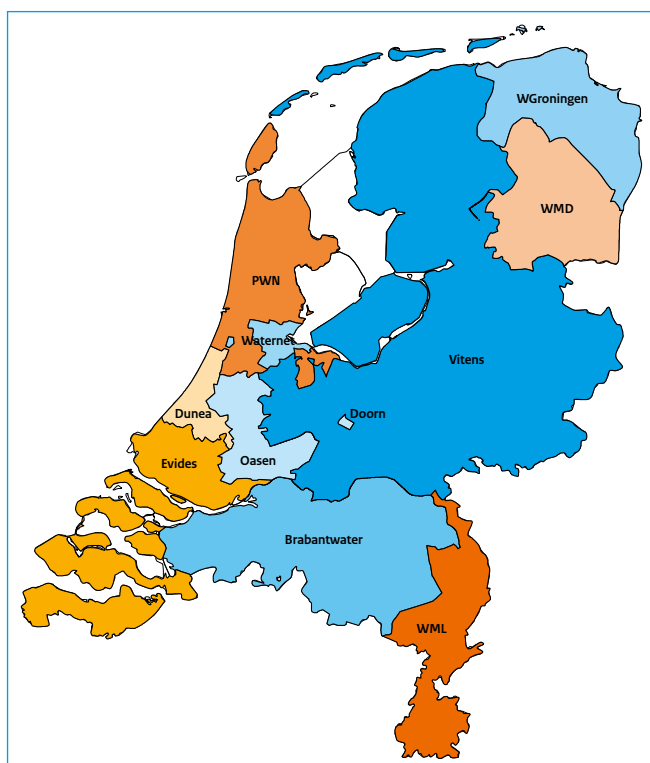 WGroningen
WMD
PWN
Waternet
Vitens
Dunea
Doorn
Oasen
Evides
Brabantwater
WML